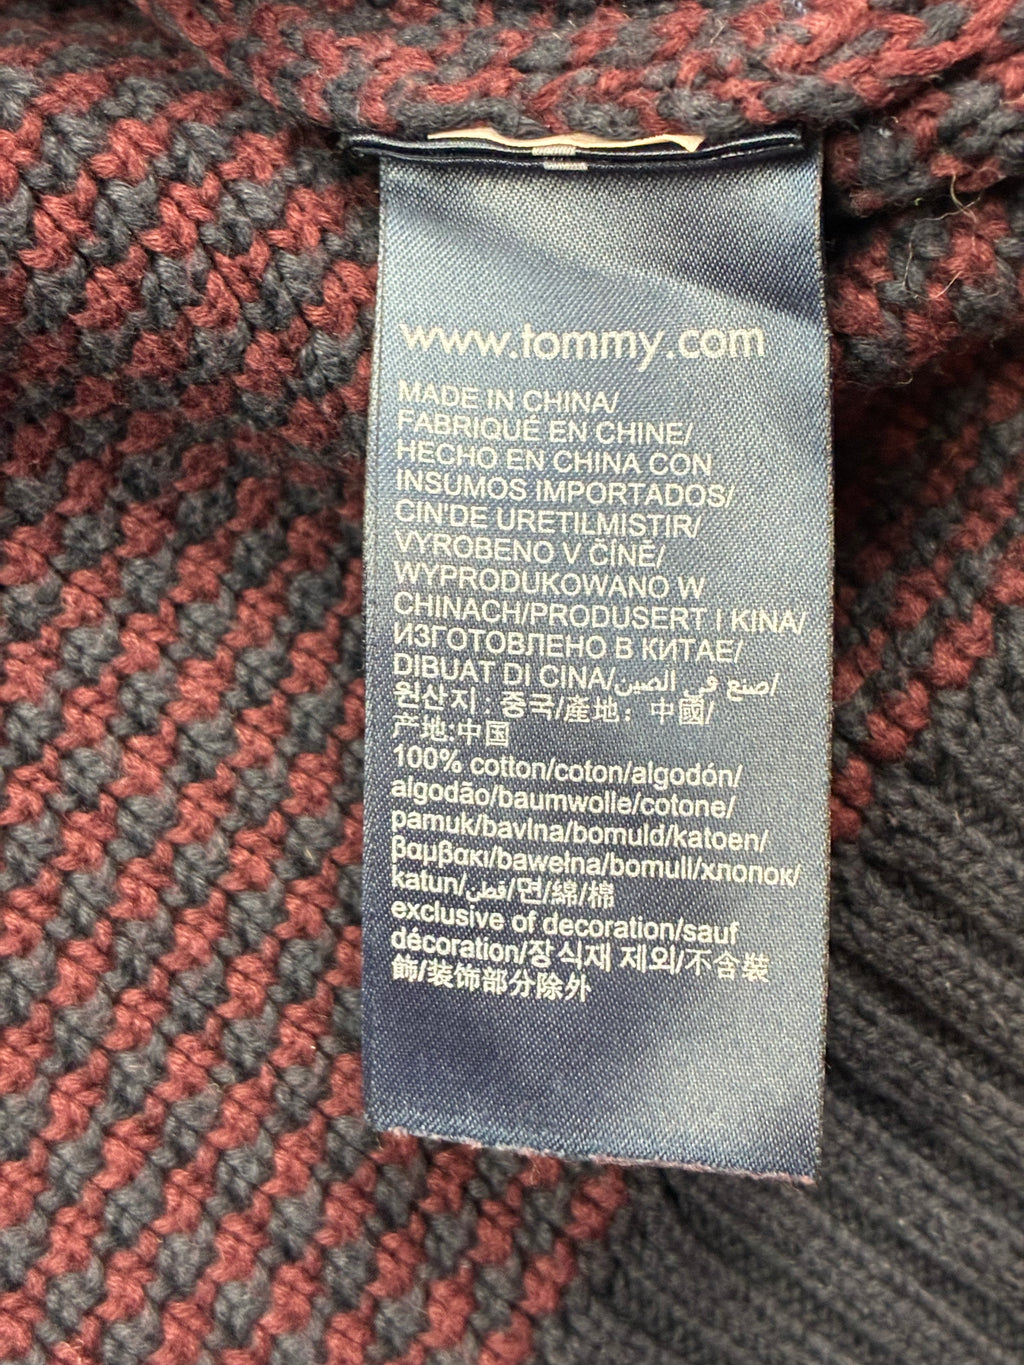 www.tommy.com
MADE IN CHINA/
FABRIQUÉ EN CHINE/
HECHO EN CHINA CON
INSUMOS IMPORTADOS/
CIN'DE URETILMISTIR/
VYROBENO V ČÍNĚ/
WYPRODUKOWANO W
CHINACH/PRODUSERT I KINA/
ИЗГОТОВЛЕНО В КИТАЕ/
DIBUAT DI CINA/صنع في الصين/
원산지 : 중국/產地：中國/
产地:中国
100% cotton/coton/algodón/
algodão/baumwolle/cotone/
pamuk/bavlna/bomuld/katoen/
βαμβακι/bawełna/bomull/хлопок/
katun/قطن/면/綿/棉
exclusive of decoration/sauf
décoration/장식재 제외/不含裝
飾/装饰部分除外